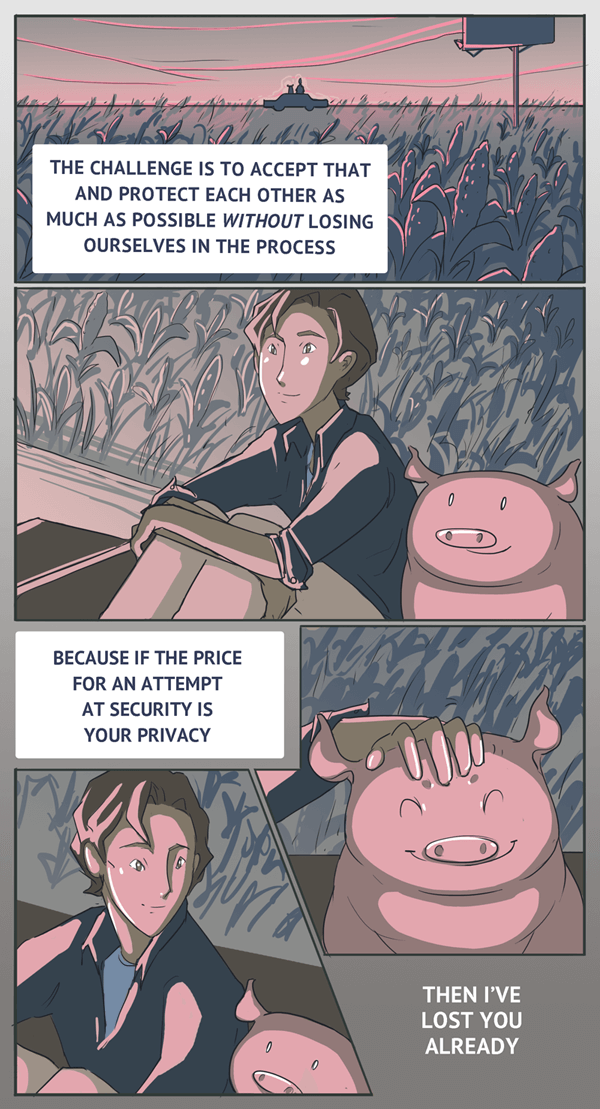 THE CHALLENGE IS TO ACCEPT THAT
AND PROTECT EACH OTHER AS
MUCH AS POSSIBLE WITHOUT LOSING
OURSELVES IN THE PROCESS
BECAUSE IF THE PRICE
FOR AN ATTEMPT
AT SECURITY IS
YOUR PRIVACY
THEN I'VE
LOST YOU
ALREADY